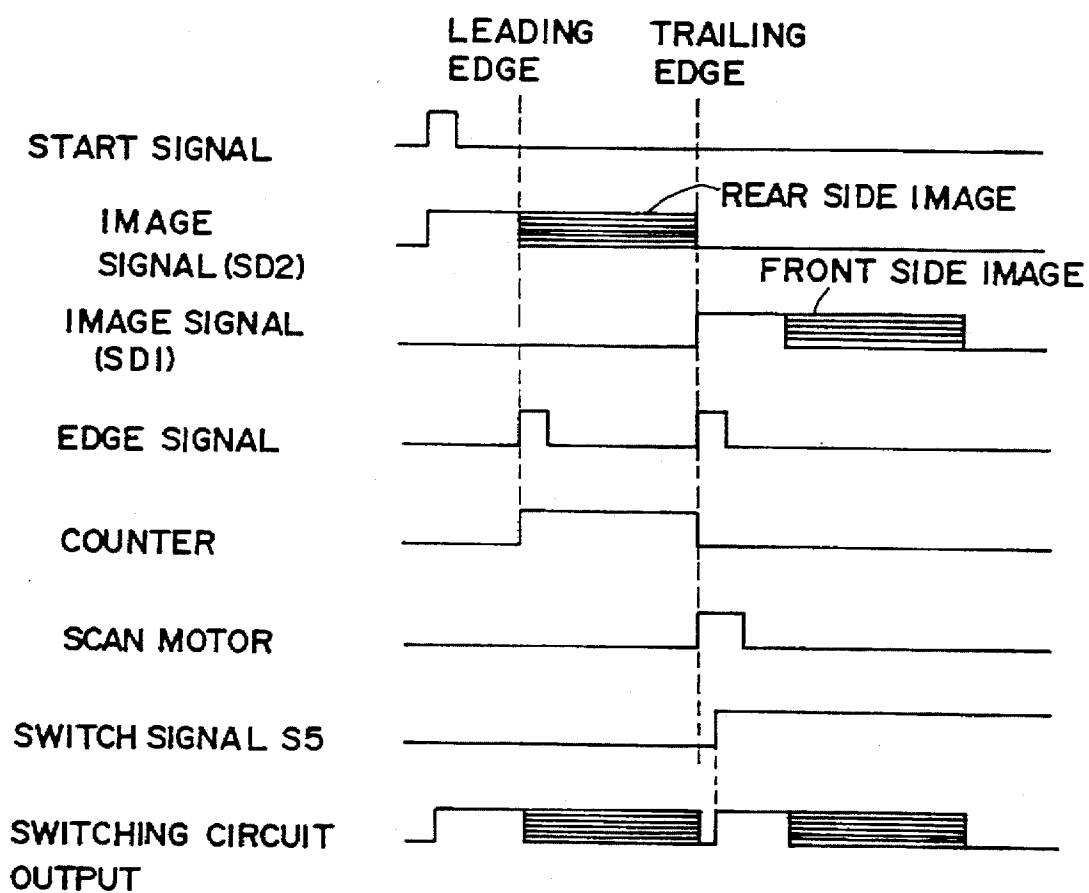 LEADING EDGE
TRAILING EDGE
START SIGNAL
REAR SIDE IMAGE
IMAGE
SIGNAL (SD2)
FRONT SIDE IMAGE
IMAGE SIGNAL
(SD1)
EDGE SIGNAL
COUNTER
SCAN MOTOR
SWITCH SIGNAL S5
SWITCHING CIRCUIT
OUTPUT